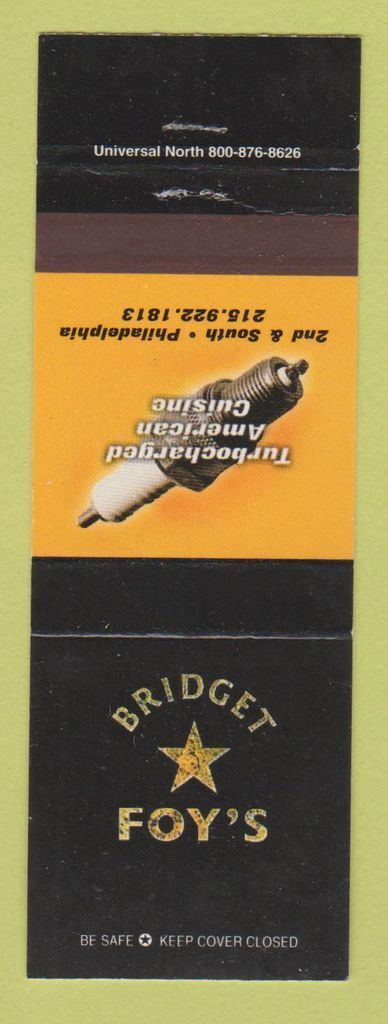 Universal North 800-876-8626
Turbocharged
American
Cuisine
2nd & South • Philadelphia
215.922.1813
BRIDGET
FOY'S
BE SAFE ✪ KEEP COVER CLOSED